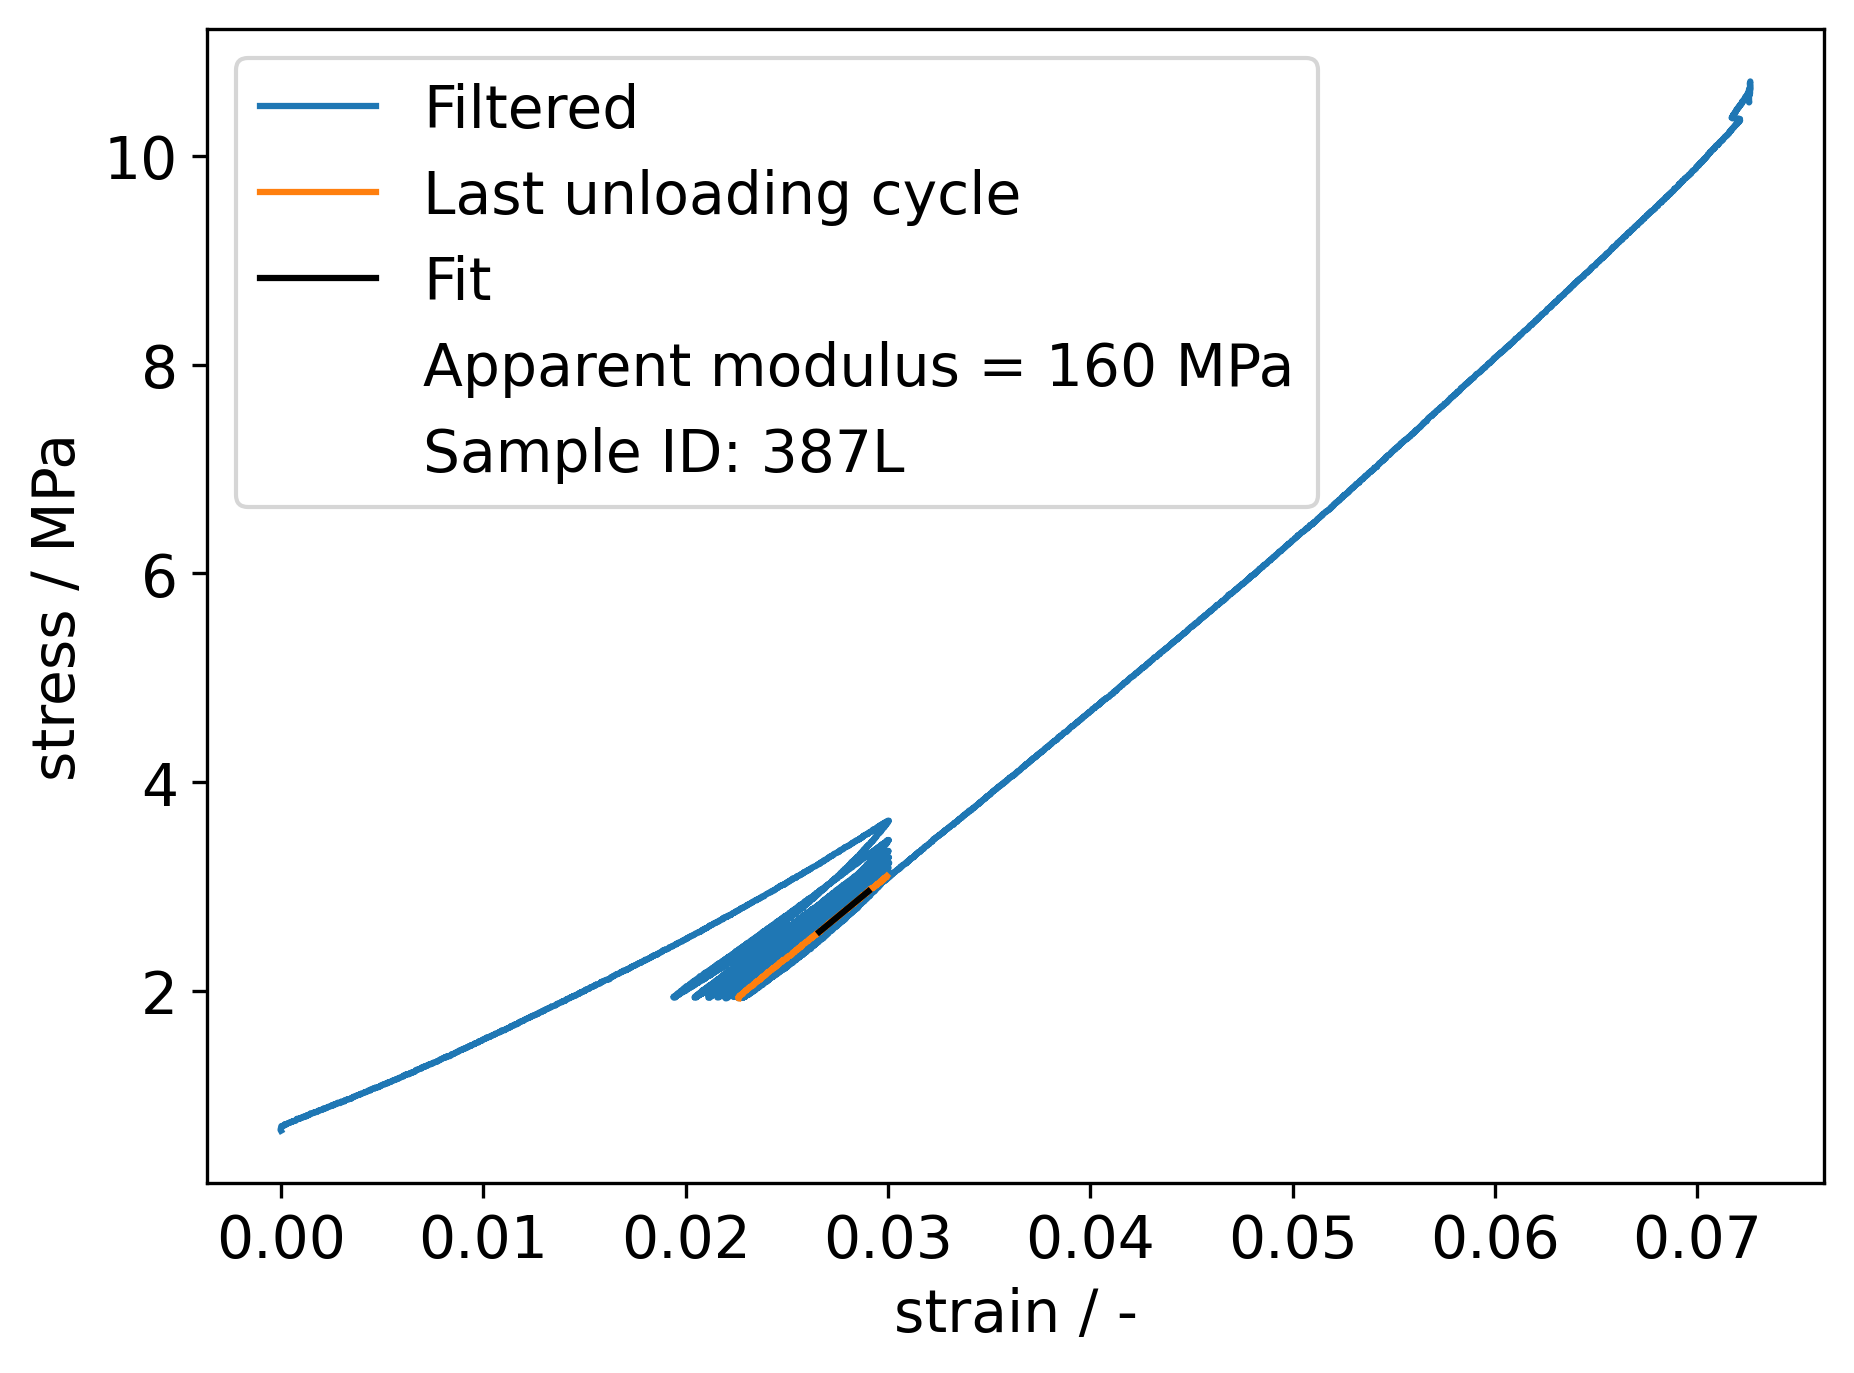 Filtered
Last unloading cycle
Fit
Apparent modulus = 160 MPa
Sample ID: 387L
10
8
6
4
2
stress / MPa
0.00 0.01 0.02 0.03 0.04 0.05 0.06 0.07
strain / -